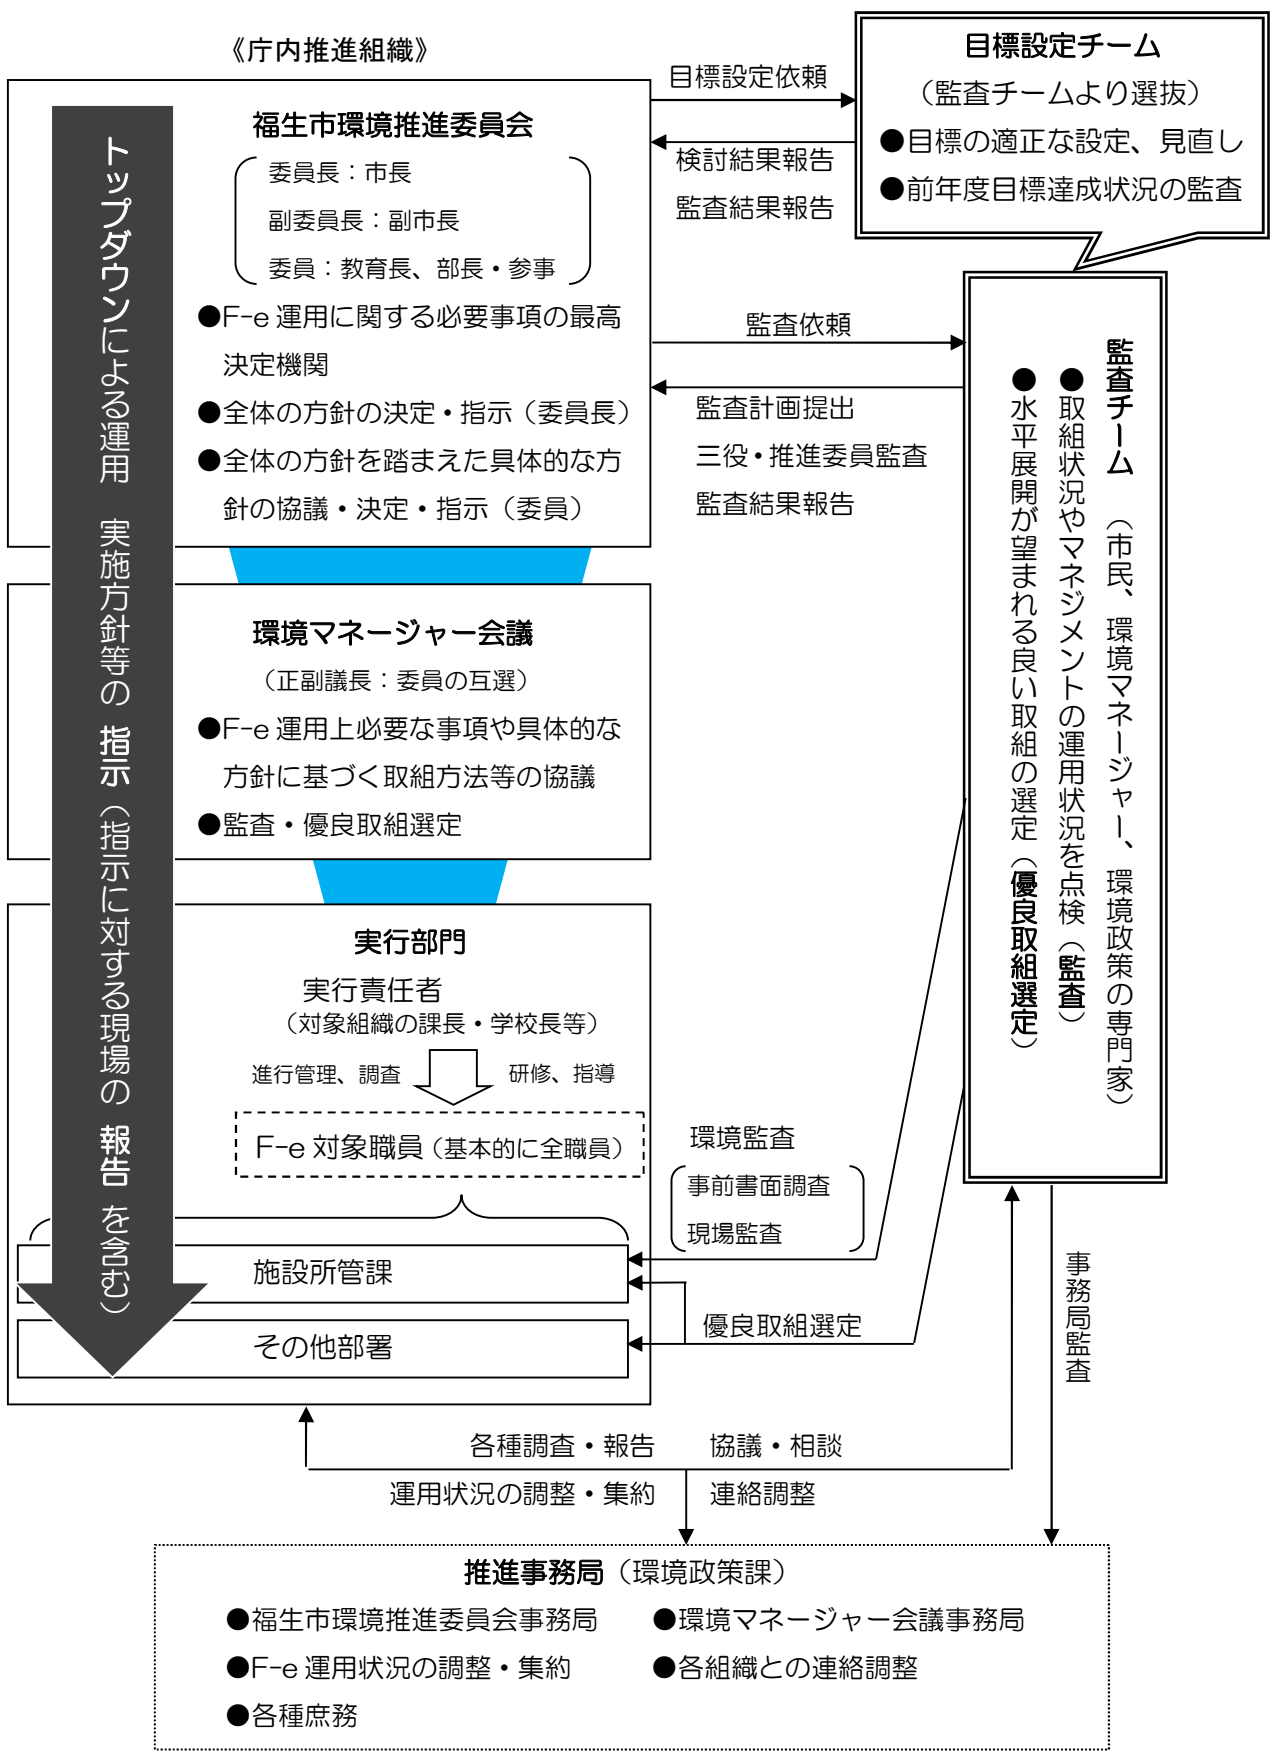 《庁内推進組織》
福生市環境推進委員会
委員長：市長
副委員長：副市長
委員：教育長、部長・参事
●F-e 運用に関する必要事項の最高
決定機関
●全体の方針の決定・指示（委員長）
●全体の方針を踏まえた具体的な方
針の協議・決定・指示（委員）
トップダウンによる運用　実施方針等の 指示（指示に対する現場の 報告 を含む）
目標設定依頼
検討結果報告
監査結果報告
目標設定チーム
（監査チームより選抜）
●目標の適正な設定、見直し
●前年度目標達成状況の監査
監査依頼
監査計画提出
三役・推進委員監査
監査結果報告
監査チーム　（市民、環境マネージャー、環境政策の専門家）
●取組状況やマネジメントの運用状況を点検（監査）
●水平展開が望まれる良い取組の選定（優良取組選定）
環境マネージャー会議
（正副議長：委員の互選）
●F-e 運用上必要な事項や具体的な
方針に基づく取組方法等の協議
●監査・優良取組選定
実行部門
実行責任者
（対象組織の課長・学校長等）
進行管理、調査
研修、指導
F-e 対象職員（基本的に全職員）
環境監査
事前書面調査
現場監査
施設所管課
優良取組選定
その他部署
事務局監査
各種調査・報告　協議・相談
運用状況の調整・集約　連絡調整
推進事務局（環境政策課）
●福生市環境推進委員会事務局　●環境マネージャー会議事務局
●F-e 運用状況の調整・集約　●各組織との連絡調整
●各種庶務